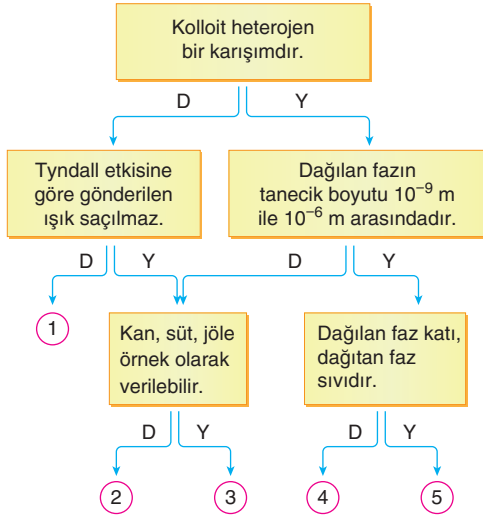 Kolloit heterojen
bir karışımdır.
D
Y
Tyndall etkisine
göre gönderilen
ışık saçılmaz.
Dağılan fazın
tanecik boyutu 10⁻⁹ m
ile 10⁻⁶ m arasındadır.
D
Y
D
Y
1
Kan, süt, jöle
örnek olarak
verilebilir.
Dağılan faz katı,
dağıtan faz
sıvıdır.
D
Y
D
Y
2
3
4
5